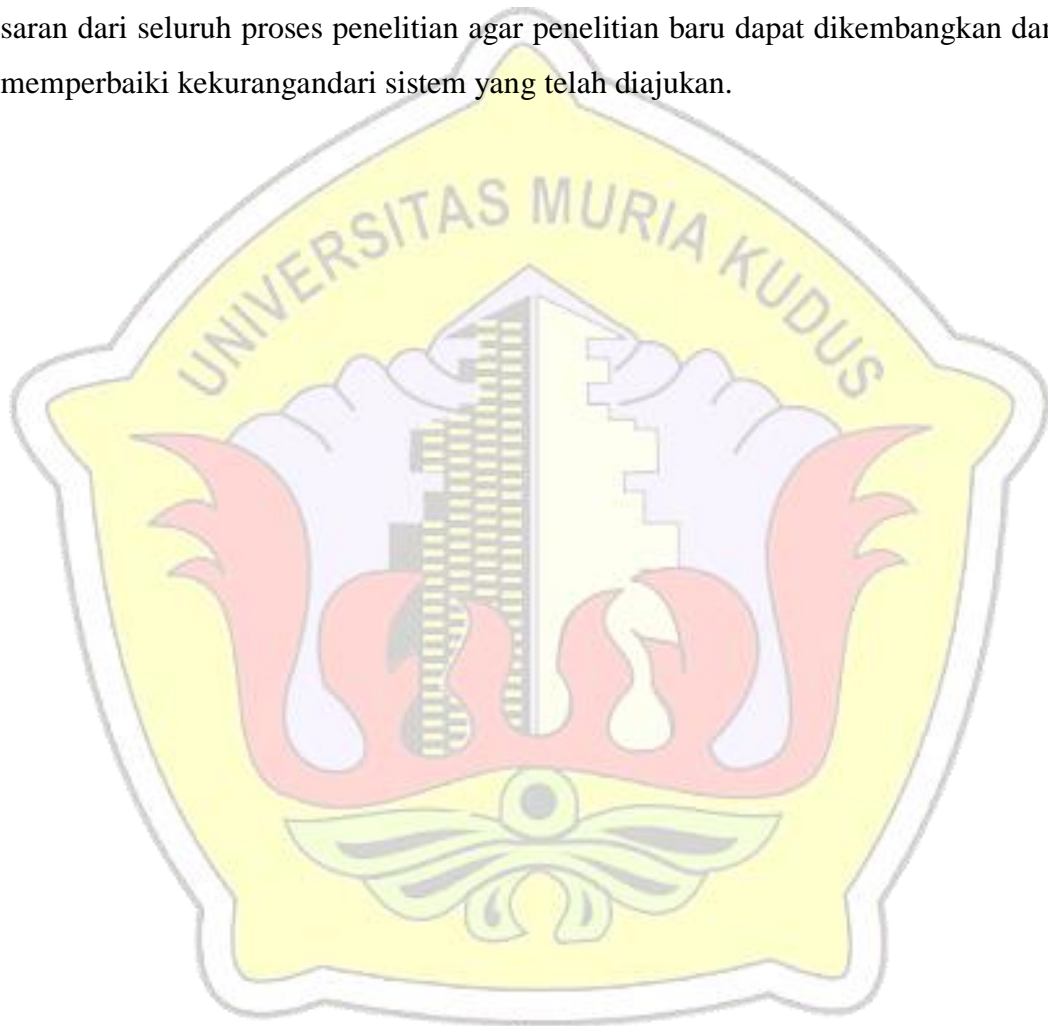 saran dari seluruh proses penelitian agar penelitian baru dapat dikembangkan dan
memperbaiki kekurangandari sistem yang telah diajukan.
UNIVERSITAS MURIA KUDUS